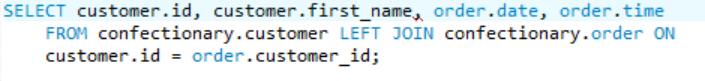 SELECT customer.id, customer.first_name, order.date, order.time
FROM confectionary.customer LEFT JOIN confectionary.order ON
customer.id = order.customer_id;